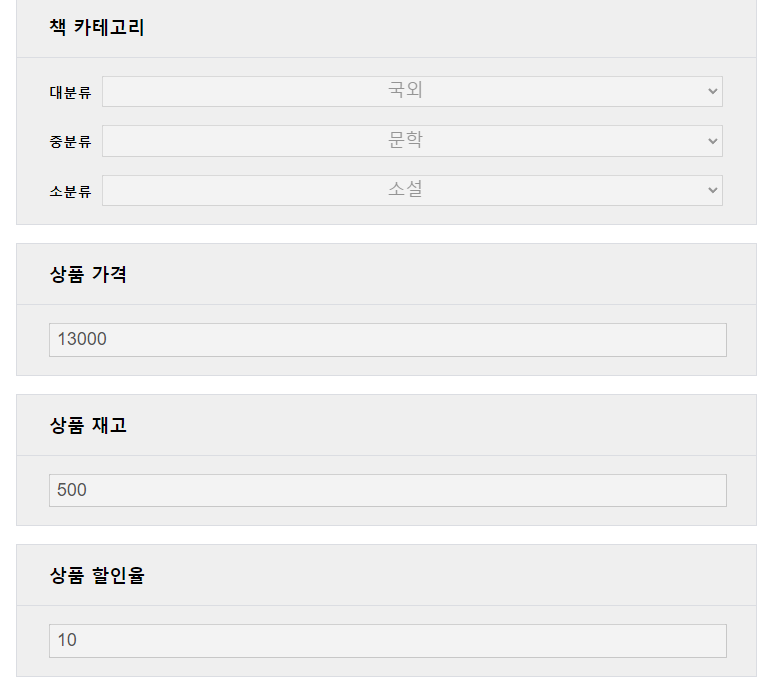 책 카테고리
대분류 국외
중분류 문학
소분류 소설
상품 가격
13000
상품 재고
500
상품 할인율
10